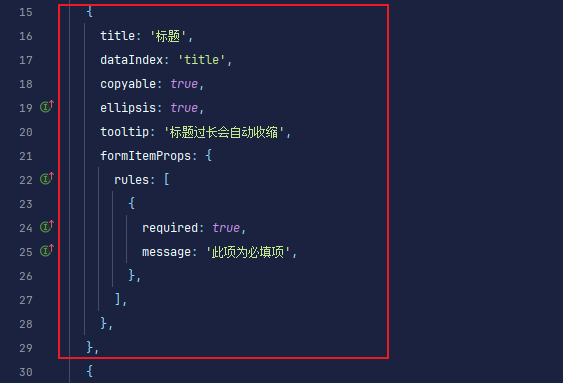 15 {
16 title: '标题',
17 dataIndex: 'title',
18 copyable: true,
19 ellipsis: true,
20 tooltip: '标题过长会自动收缩',
21 formItemProps: {
22 rules: [
23 {
24 required: true,
25 message: '此项为必填项',
26 },
27 ],
28 },
29 },
30 {